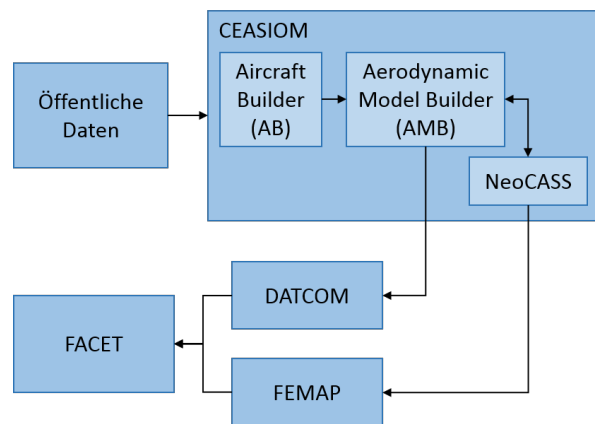 CEASIOM
Öffentliche
Daten
Aircraft
Builder
(AB)
Aerodynamic
Model Builder
(AMB)
NeoCASS
DATCOM
FACET
FEMAP